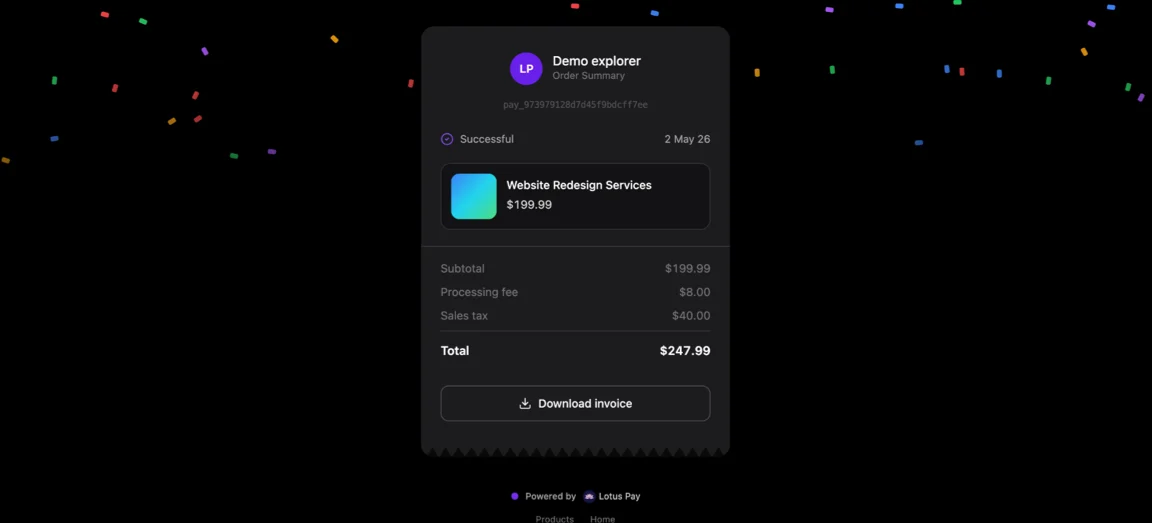 LP
Demo explorer
Order Summary
pay_973979128d7d45f9bdcff7ee
Successful
2 May 26
Website Redesign Services
$199.99
Subtotal $199.99
Processing fee $8.00
Sales tax $40.00
Total $247.99
Download invoice
Powered by Lotus Pay
Products Home